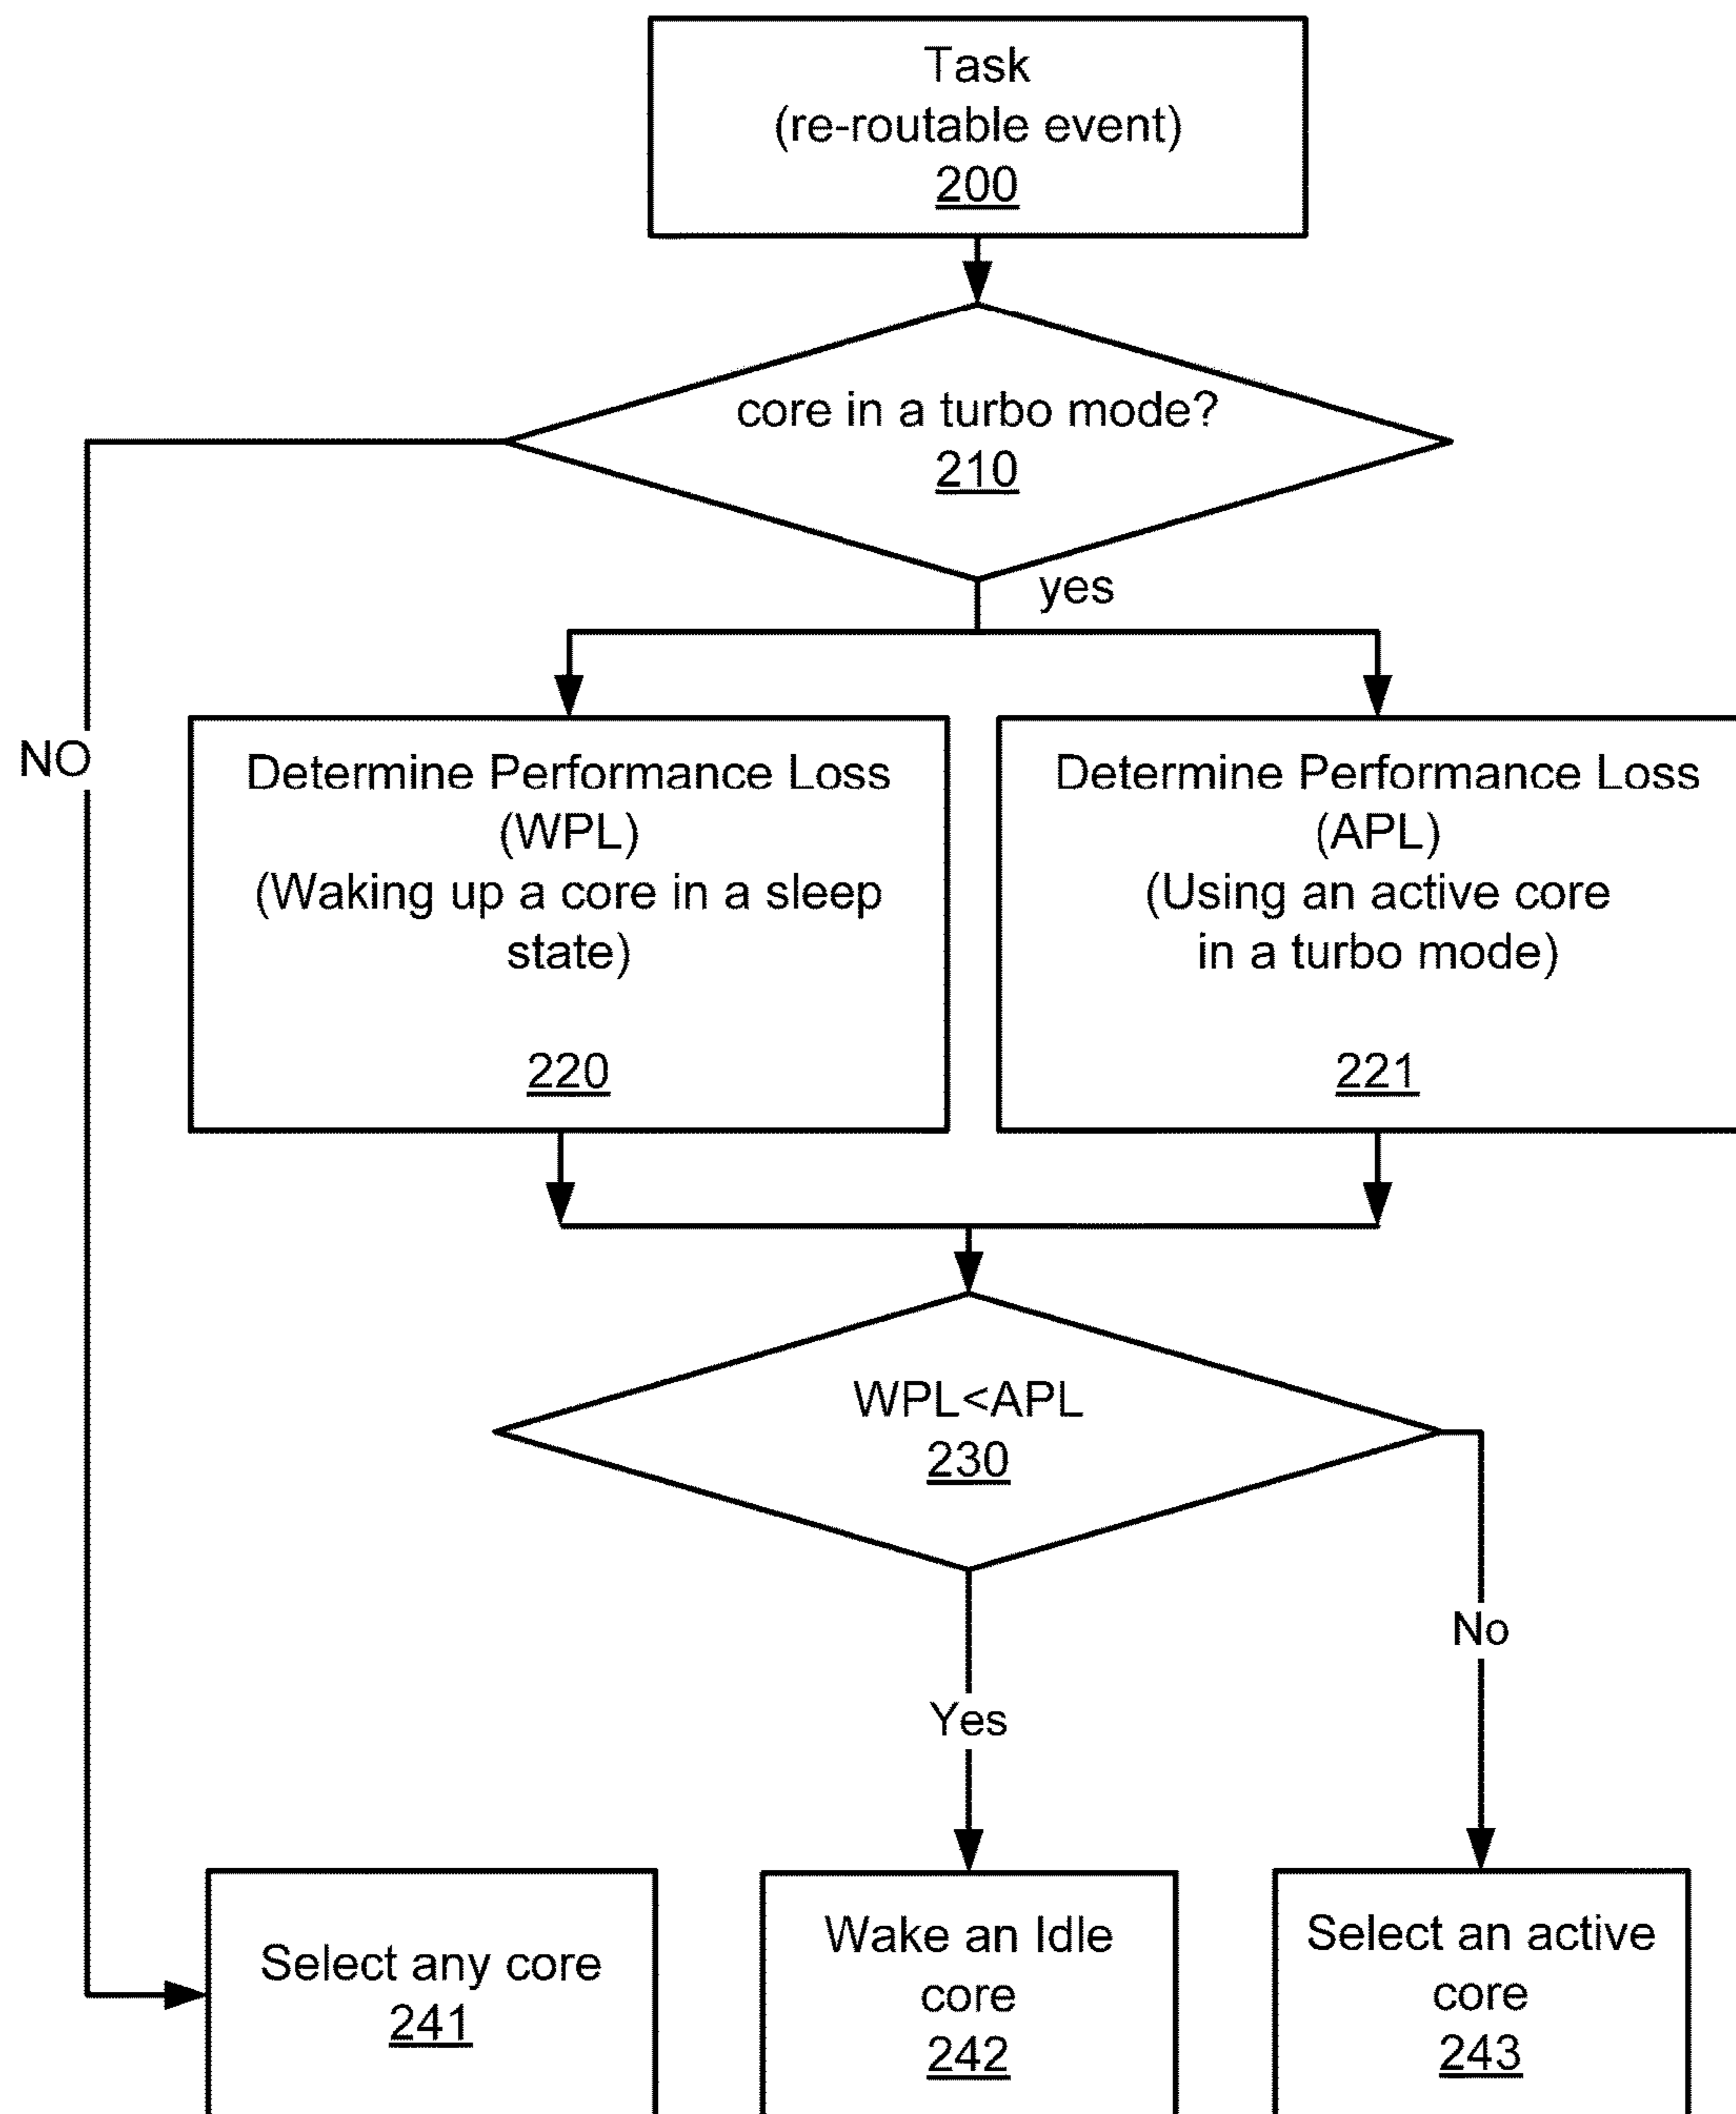 Task
(re-routable event)
200
core in a turbo mode?
210
yes
NO
Determine Performance Loss
(WPL)
(Waking up a core in a sleep
state)
220
Determine Performance Loss
(APL)
(Using an active core
in a turbo mode)
221
WPL<APL
230
No
Yes
Select any core
241
Wake an Idle
core
242
Select an active
core
243